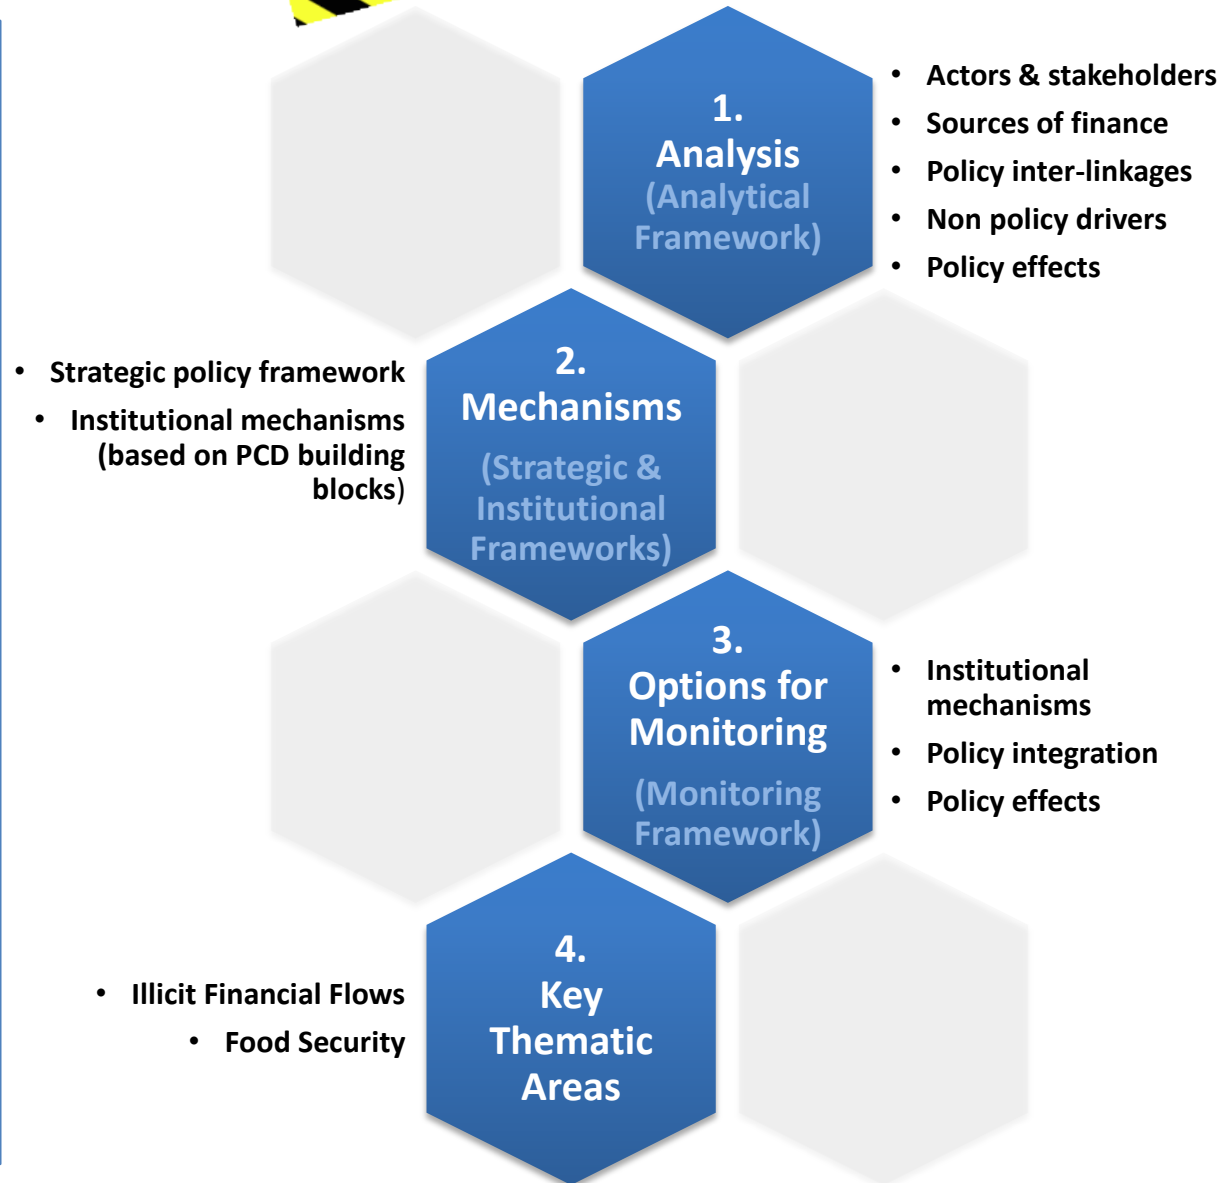 1.
Analysis
(Analytical
Framework)
• Actors & stakeholders
• Sources of finance
• Policy inter-linkages
• Non policy drivers
• Policy effects
• Strategic policy framework
• Institutional mechanisms
(based on PCD building
blocks)
2.
Mechanisms
(Strategic &
Institutional
Frameworks)
3.
Options for
Monitoring
(Monitoring
Framework)
• Institutional
mechanisms
• Policy integration
• Policy effects
• Illicit Financial Flows
• Food Security
4.
Key
Thematic
Areas